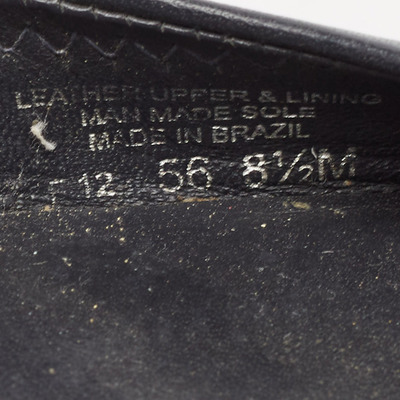 LEATHER UPPER & LINING
MAN MADE SOLE
MADE IN BRAZIL
12 56 8½M